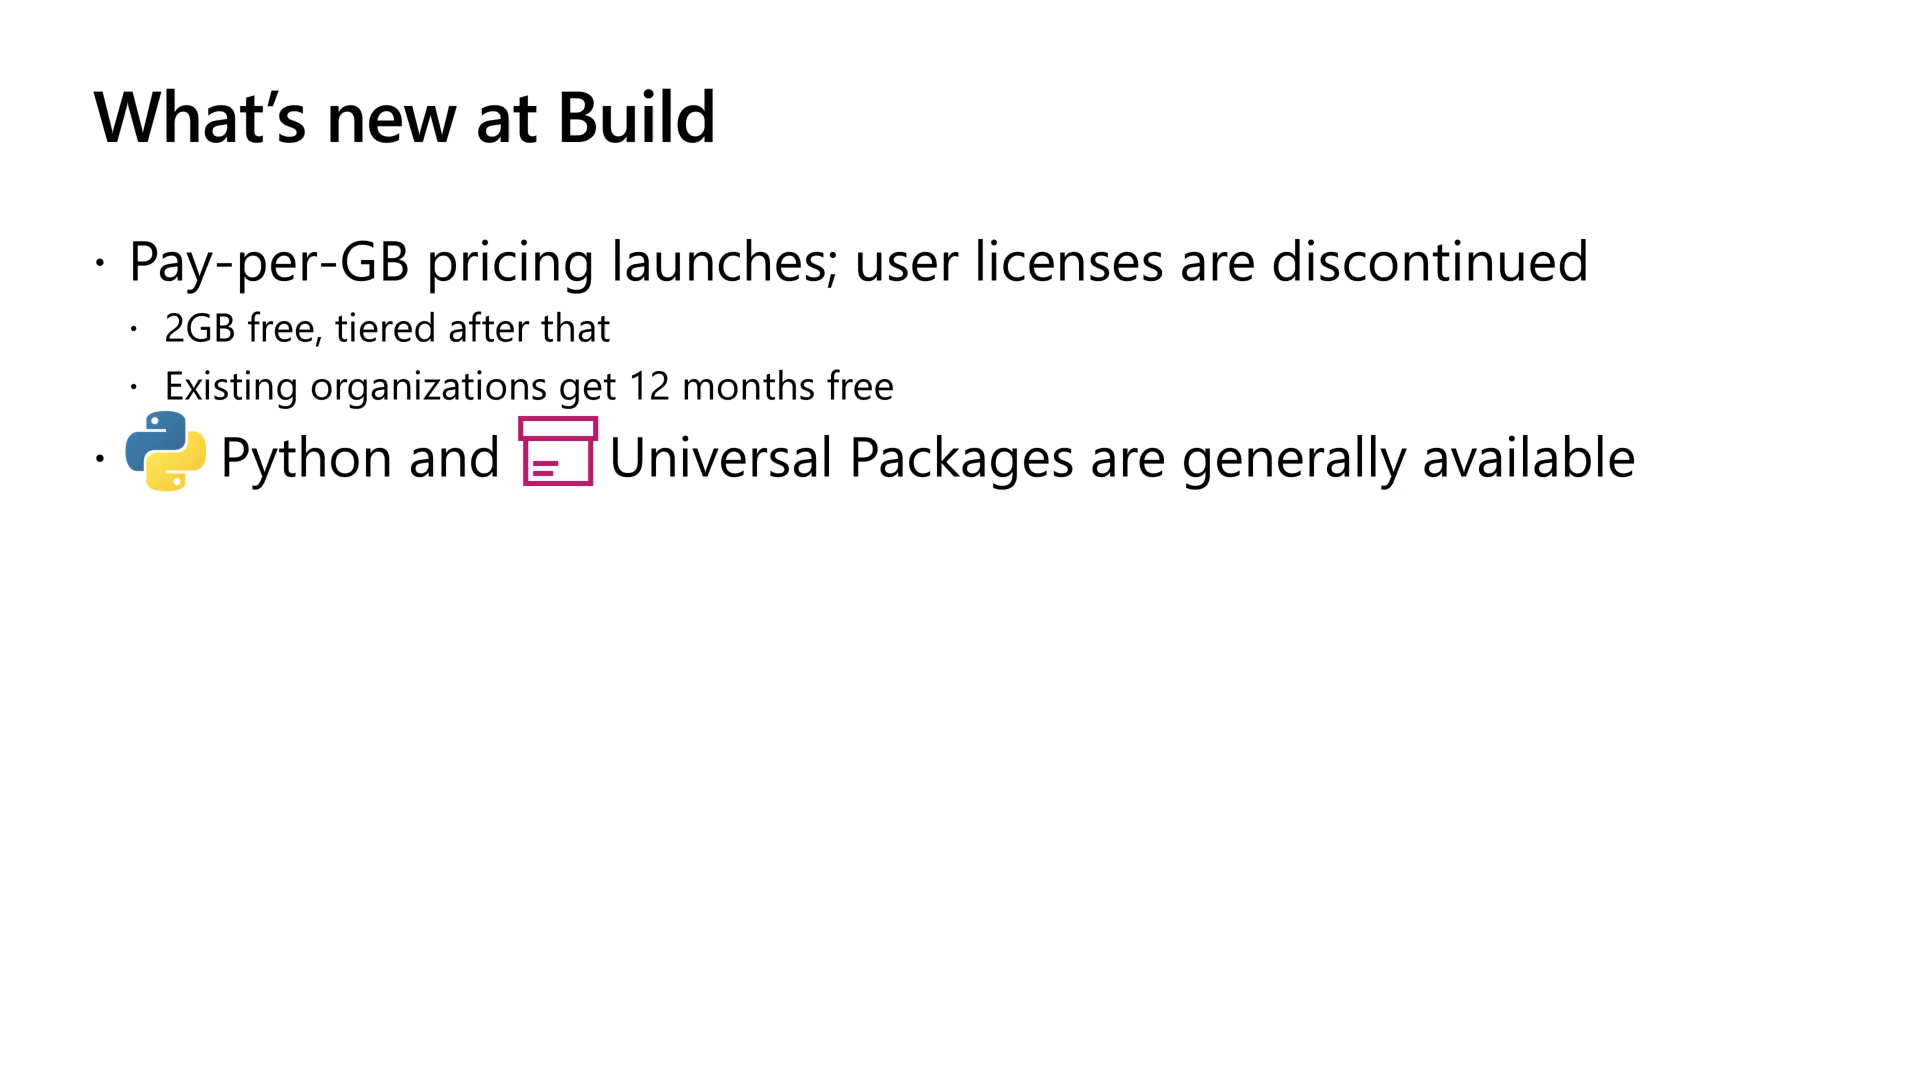 What’s new at Build
· Pay-per-GB pricing launches; user licenses are discontinued
· 2GB free, tiered after that
· Existing organizations get 12 months free
· Python and Universal Packages are generally available